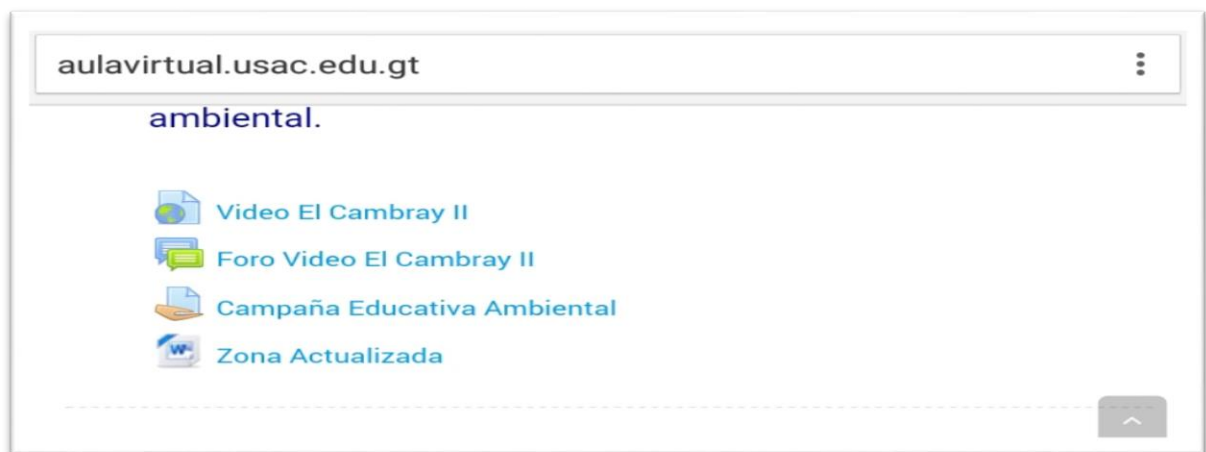 aulavirtual.usac.edu.gt
ambiental.
Video El Cambray II
Foro Video El Cambray II
Campaña Educativa Ambiental
W
Zona Actualizada